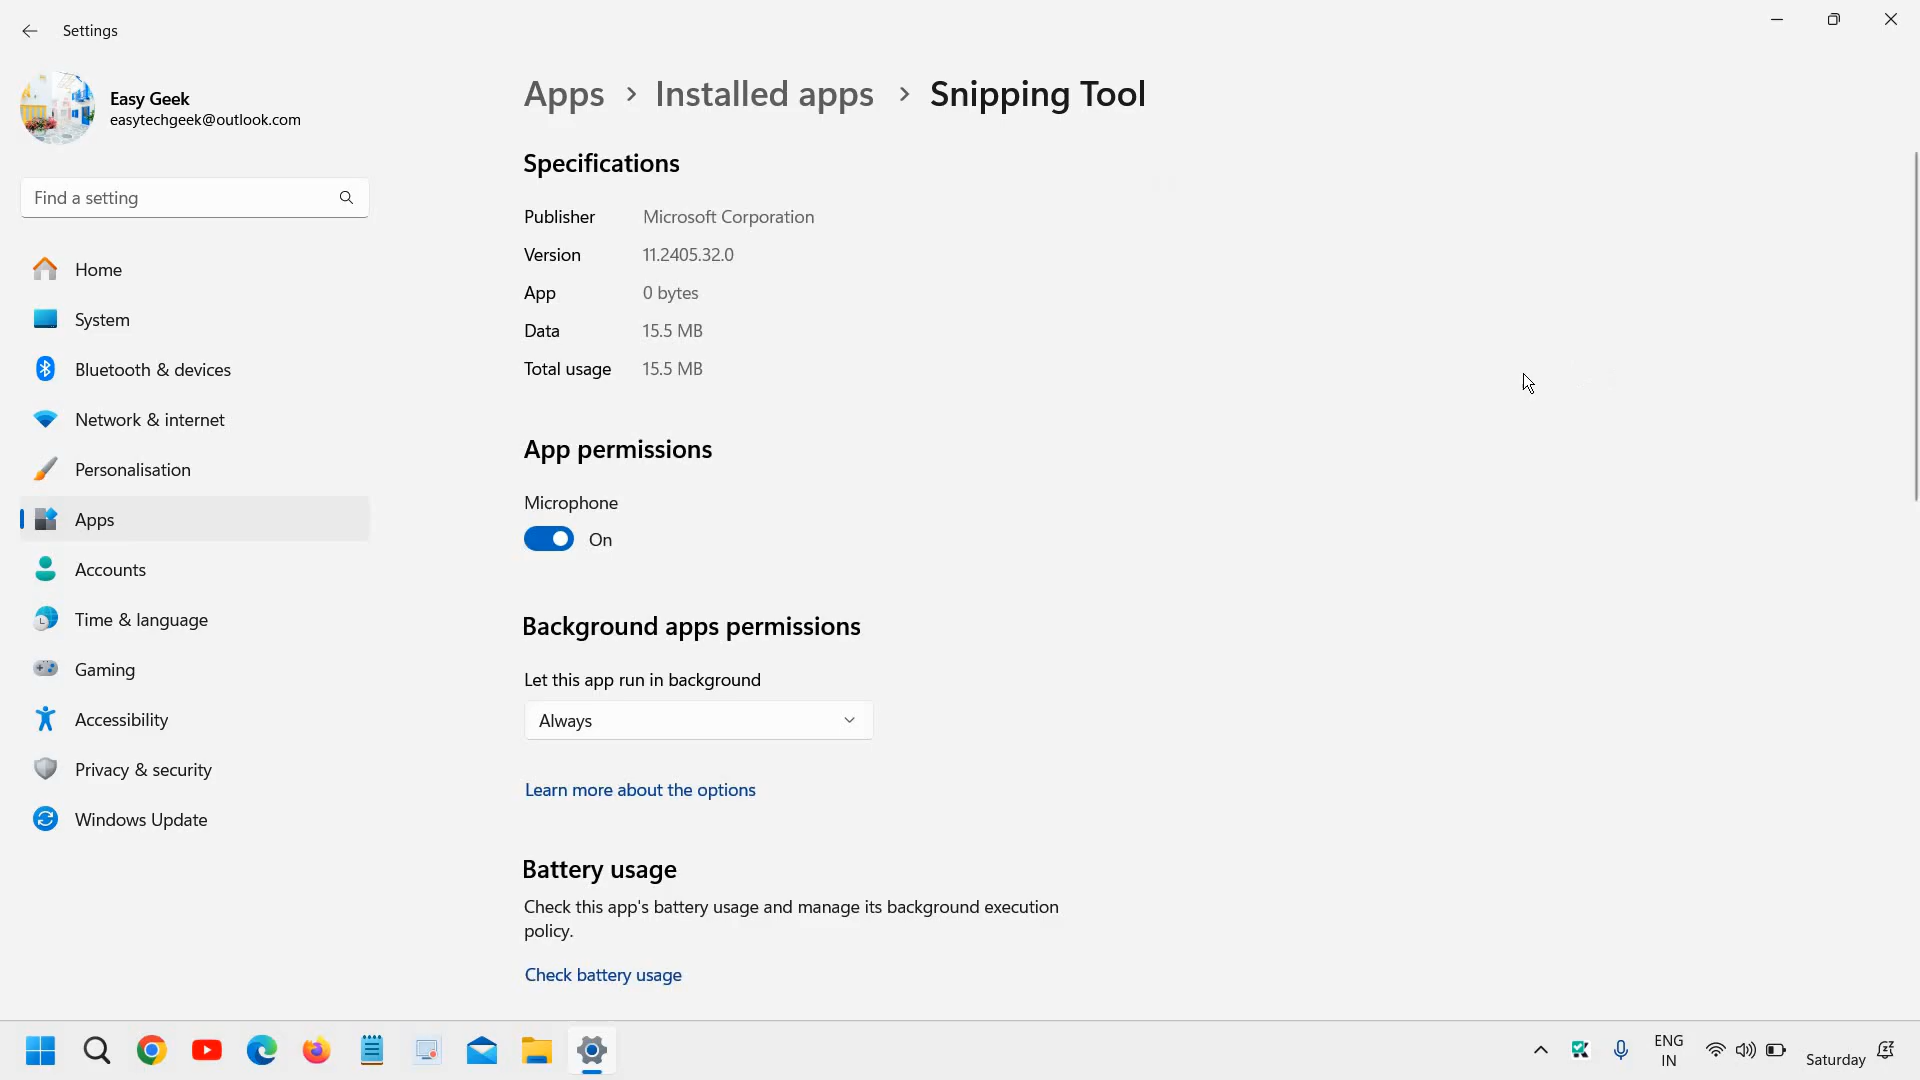 Settings
Easy Geek
easytechgeek@outlook.com
Find a setting
Home
System
Bluetooth & devices
Network & internet
Personalisation
Apps
Accounts
Time & language
Gaming
Accessibility
Privacy & security
Windows Update
Apps > Installed apps > Snipping Tool
Specifications
Publisher Microsoft Corporation
Version 11.2405.32.0
App 0 bytes
Data 15.5 MB
Total usage 15.5 MB
App permissions
Microphone
On
Background apps permissions
Let this app run in background
Always
Learn more about the options
Battery usage
Check this app's battery usage and manage its background execution
policy.
Check battery usage
ENG
IN
Saturday